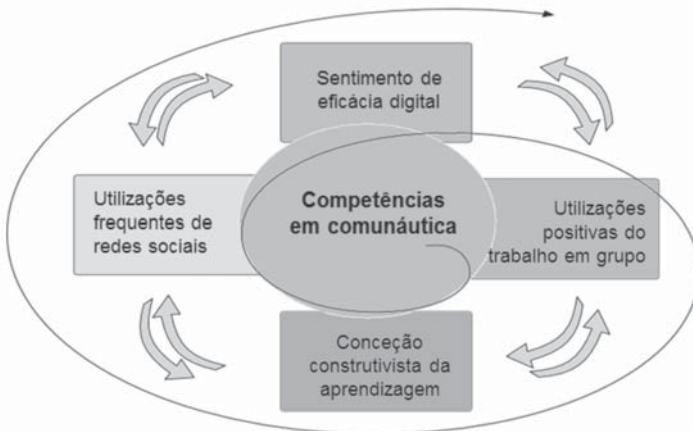 Sentimento de
eficácia digital
Utilizações
frequentes de
redes sociais
Competências
em comunáutica
Utilizações
positivas do
trabalho em grupo
Conceção
construtivista da
aprendizagem